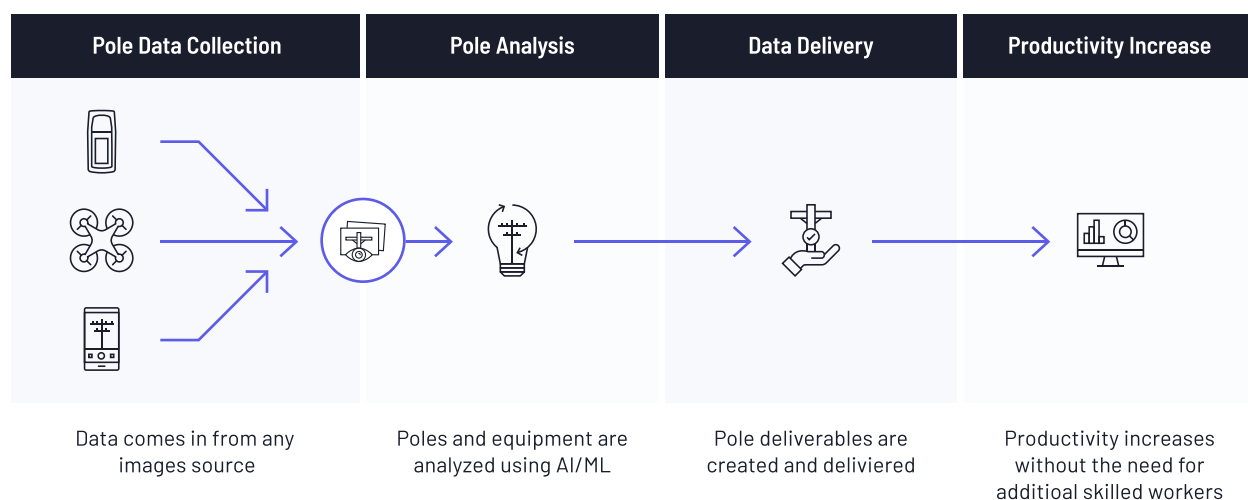 Pole Data Collection
Pole Analysis
Data Delivery
Productivity Increase
Data comes in from any
images source
Poles and equipment are
analyzed using AI/ML
Pole deliverables are
created and deliviered
Productivity increases
without the need for
additioal skilled workers